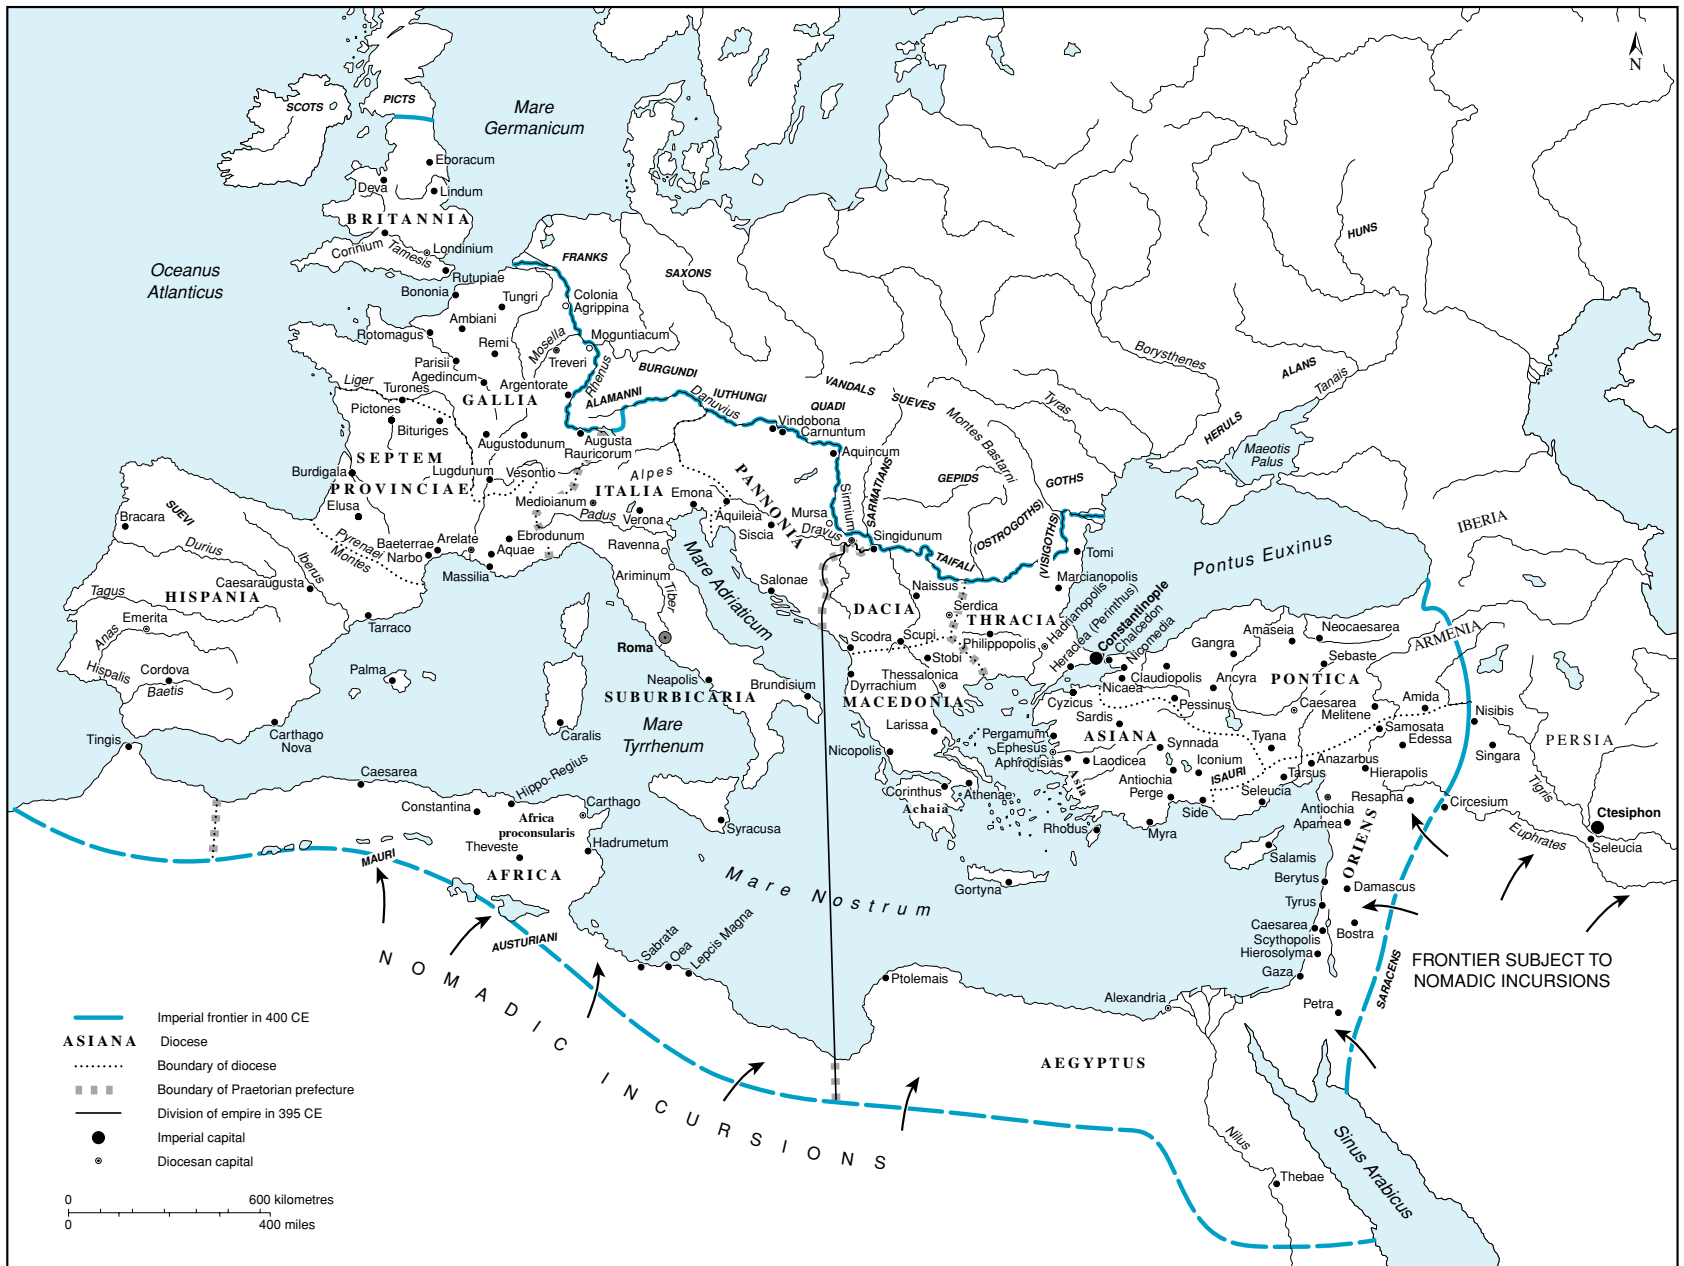 N
SCOTS
PICTS
Mare
Germanicum
Eboracum
Deva
Lindum
BRITANNIA
Corinium
Tamesis
Londinium
Rutupiae
Oceanus
Atlanticus
HUNS
FRANKS
SAXONS
Bononia
Tungri
Colonia
Agrippina
Ambiani
Rotomagus
Remi
Mosella
Moguntiacum
Treveri
Parisii
Agedincum
Argentorate
Rhenus
Liger
Turones
GALLIA
Pictones
Bituriges
Augustodunum
Augusta
Rauricorum
BURGUNDI
ALAMANNI
IUTHUNGI
Danuvius
VANDALS
QUADI
SUEVES
Vindobona
Carnuntum
Aquincum
Borysthenes
ALANS
Tanais
Tyras
Montes Bastarni
HERULS
Maeotis
Palus
SEPTEM
PROVINCIAE
Burdigala
Lugdunum
Vesontio
Elusa
Alpes
ITALIA
Emona
Medioianum
Padus
Verona
Aquileia
PANNONIA
Siscia
Mursa
Dravus
Sirmium
SARMATIANS
GEPIDS
GOTHS
(OSTROGOTHS)
(VISIGOTHS)
Singidunum
TAIFALI
Tomi
IBERIA
SUEVI
Bracara
Durius
Pyrenaei
Montes
Baeterrae
Narbo
Arelate
Aquae
Ebrodunum
Massilia
Ravenna
Ariminum
Tiber
Mare Adriaticum
Salonae
Naissus
Marcianopolis
Pontus Euxinus
Iberus
Caesaraugusta
Tagus
HISPANIA
Emerita
Anas
Tarraco
Hispalis
Cordova
Baetis
Palma
Roma
DACIA
Serdica
THRACIA
Philippopolis
Hadrianopolis
Heraclea (Perinthus)
Constantinople
Chalcedon
Nicomedia
Scodra
Scupi
Stobi
Gangra
Amaseia
Neocaesarea
ARMENIA
Sebaste
PONTICA
Neapolis
SUBURBICARIA
Brundisium
Dyrrachium
Thessalonica
MACEDONIA
Nicaea
Claudiopolis
Ancyra
Cyzicus
Pessinus
Caesarea
Melitene
Amida
Nisibis
Carthago
Nova
Tingis
Caralis
Mare
Tyrrhenum
Larissa
Nicopolis
Sardis
Pergamum
ASIANA
Ephesus
Aphrodisias
Laodicea
Synnada
Tyana
Samosata
Edessa
Singara
PERSIA
Iconium
Antiochia
ISAURI
Anazarbus
Tarsus
Hierapolis
Caesarea
Hippo-Regius
Constantina
Carthago
Africa
proconsularis
Theveste
Hadrumetum
AFRICA
Syracusa
Corinthus
Athenae
Achaia
Asia
Perge
Side
Seleucia
Antiochia
Resapha
Circesium
Tigris
Ctesiphon
Seleucia
Euphrates
Apamea
Rhodus
Myra
Salamis
ORIENS
MAURI
Mare Nostrum
Gortyna
Berytus
Damascus
Tyrus
Caesarea
Bostra
Scythopolis
Hierosolyma
Gaza
AUSTURIANI
Sabrata
Oea
Lepcis Magna
Ptolemais
Alexandria
Petra
SARACENS
FRONTIER SUBJECT TO
NOMADIC INCURSIONS
NOMADIC INCURSIONS
AEGYPTUS
Nilus
Sinus Arabicus
Thebae
Imperial frontier in 400 CE
ASIANA Diocese
Boundary of diocese
Boundary of Praetorian prefecture
Division of empire in 395 CE
Imperial capital
Diocesan capital
0 600 kilometres
0 400 miles